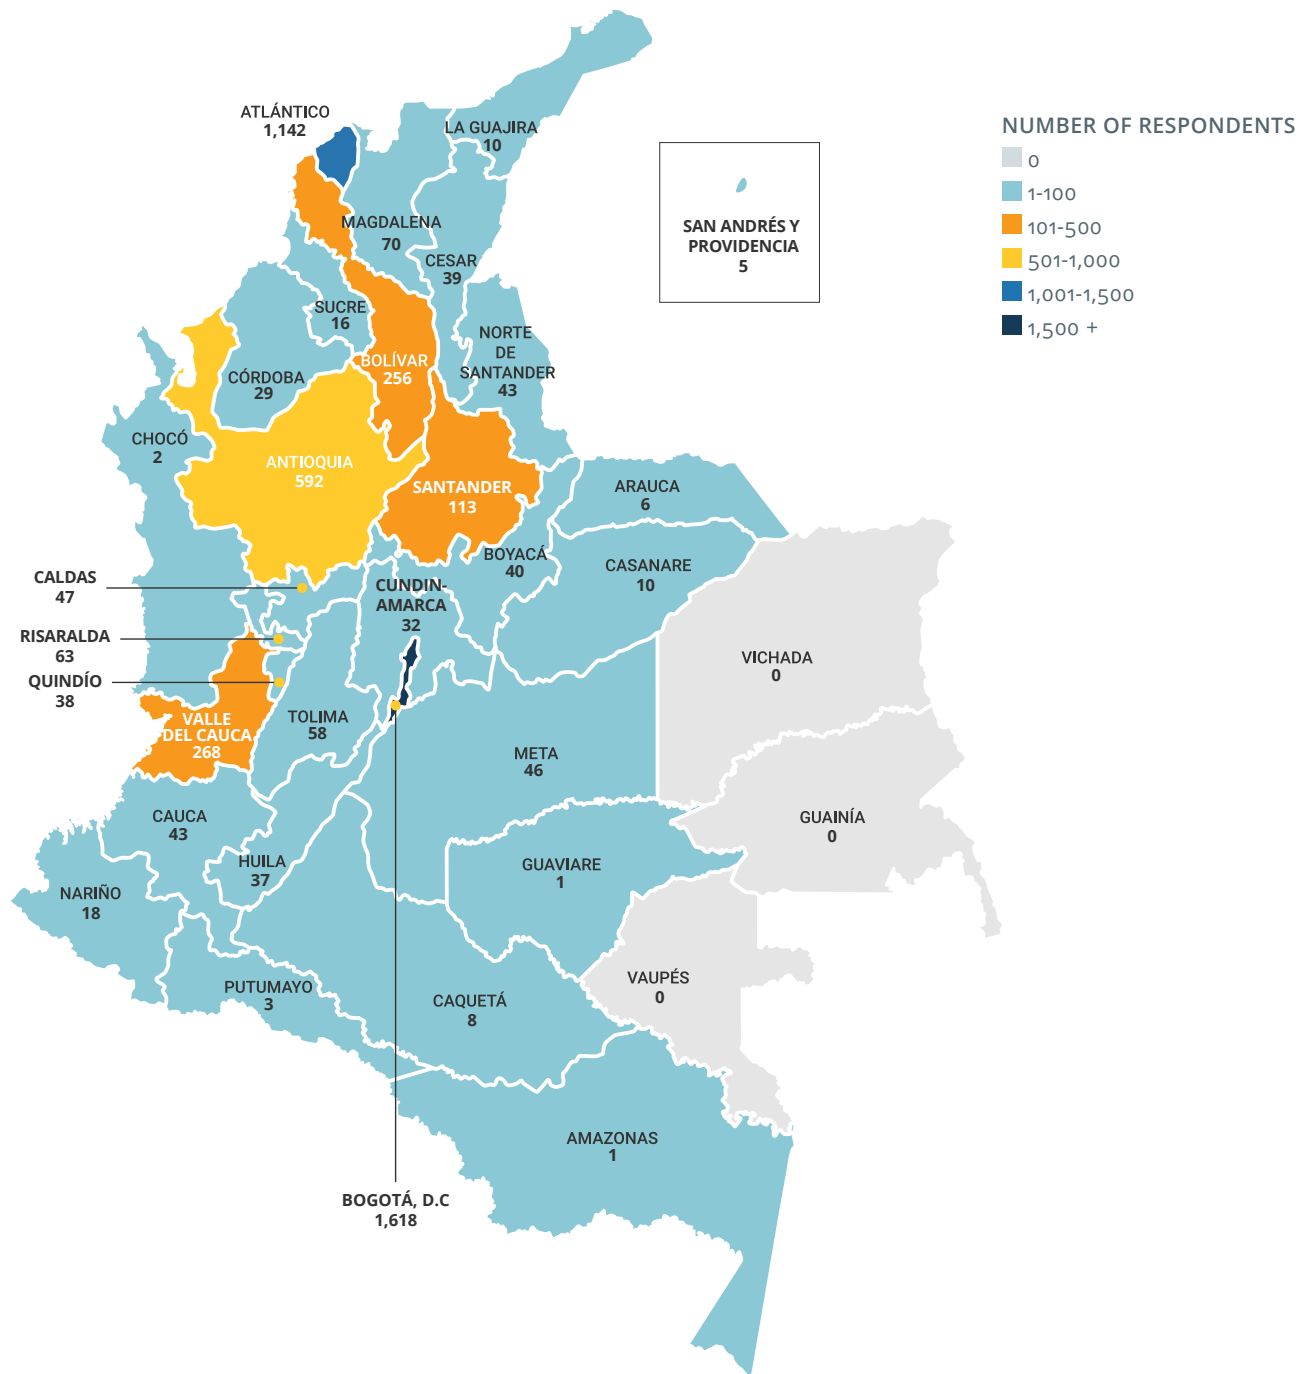 ATLÁNTICO
1,142
LA GUAJIRA
10
MAGDALENA
70
CESAR
39
SAN ANDRÉS Y
PROVIDENCIA
5
NUMBER OF RESPONDENTS
0
1-100
101-500
501-1,000
1,001-1,500
1,500 +
SUCRE
16
NORTE
DE
SANTANDER
43
BOLÍVAR
256
CÓRDOBA
29
CHOCÓ
2
ANTIOQUIA
592
SANTANDER
113
ARAUCA
6
BOYACÁ
40
CASANARE
10
CALDAS
47
CUNDIN-
AMARCA
32
RISARALDA
63
QUINDÍO
38
VICHADA
0
VALLE
DEL CAUCA
268
TOLIMA
58
META
46
CAUCA
43
GUAINÍA
0
HUILA
37
GUAVIARE
1
NARIÑO
18
VAUPÉS
0
PUTUMAYO
3
CAQUETÁ
8
AMAZONAS
1
BOGOTÁ, D.C
1,618